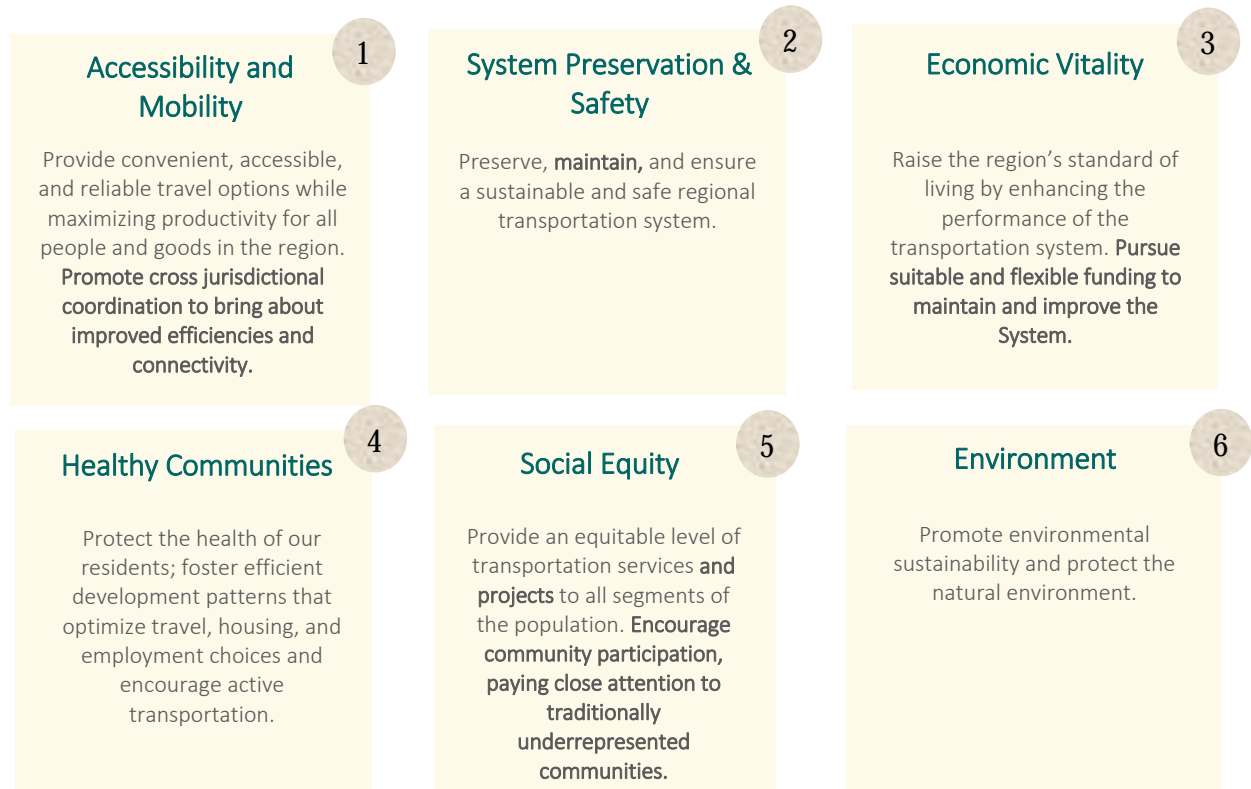 1
Accessibility and
Mobility
Provide convenient, accessible,
and reliable travel options while
maximizing productivity for all
people and goods in the region.
Promote cross jurisdictional
coordination to bring about
improved efficiencies and
connectivity.
2
System Preservation &
Safety
Preserve, maintain, and ensure
a sustainable and safe regional
transportation system.
3
Economic Vitality
Raise the region’s standard of
living by enhancing the
performance of the
transportation system. Pursue
suitable and flexible funding to
maintain and improve the
System.
4
Healthy Communities
Protect the health of our
residents; foster efficient
development patterns that
optimize travel, housing, and
employment choices and
encourage active
transportation.
5
Social Equity
Provide an equitable level of
transportation services and
projects to all segments of
the population. Encourage
community participation,
paying close attention to
traditionally
underrepresented
communities.
6
Environment
Promote environmental
sustainability and protect the
natural environment.